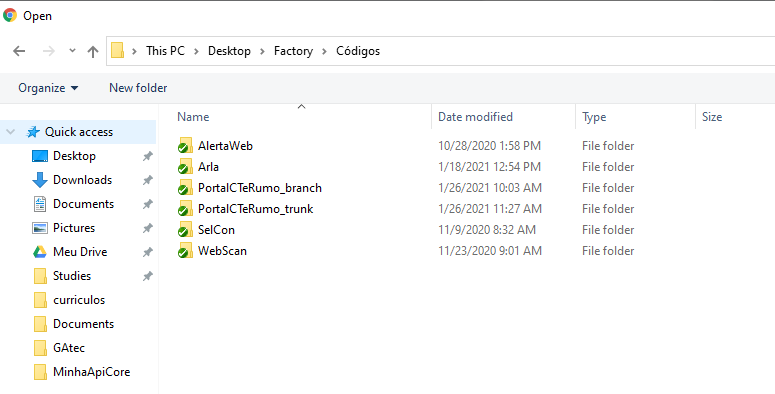 Open
This PC > Desktop > Factory > Códigos
Organize New folder
Name Date modified Type Size
Quick access
Desktop
Downloads
Documents
Pictures
Meu Drive
Studies
curriculos
Documents
GAtec
MinhaApiCore
AlertaWeb 10/28/2020 1:58 PM File folder
Arla 1/18/2021 12:54 PM File folder
PortalCTeRumo_branch 1/26/2021 10:03 AM File folder
PortalCTeRumo_trunk 1/26/2021 11:27 AM File folder
SelCon 11/9/2020 8:32 AM File folder
WebScan 11/23/2020 9:01 AM File folder